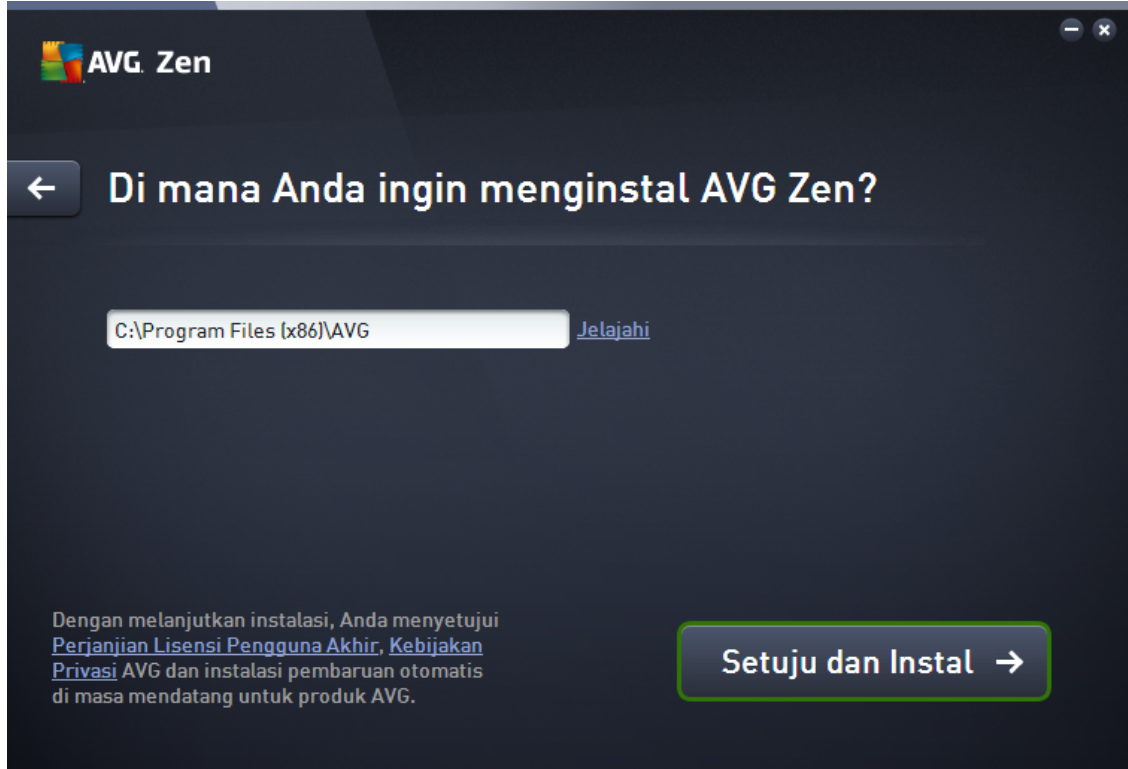 AVG. Zen
Di mana Anda ingin menginstal AVG Zen?
C:\Program Files (x86)\AVG
Jelajahi
Dengan melanjutkan instalasi, Anda menyetujui
Perjanjian Lisensi Pengguna Akhir, Kebijakan
Privasi AVG dan instalasi pembaruan otomatis
di masa mendatang untuk produk AVG.
Setuju dan Instal